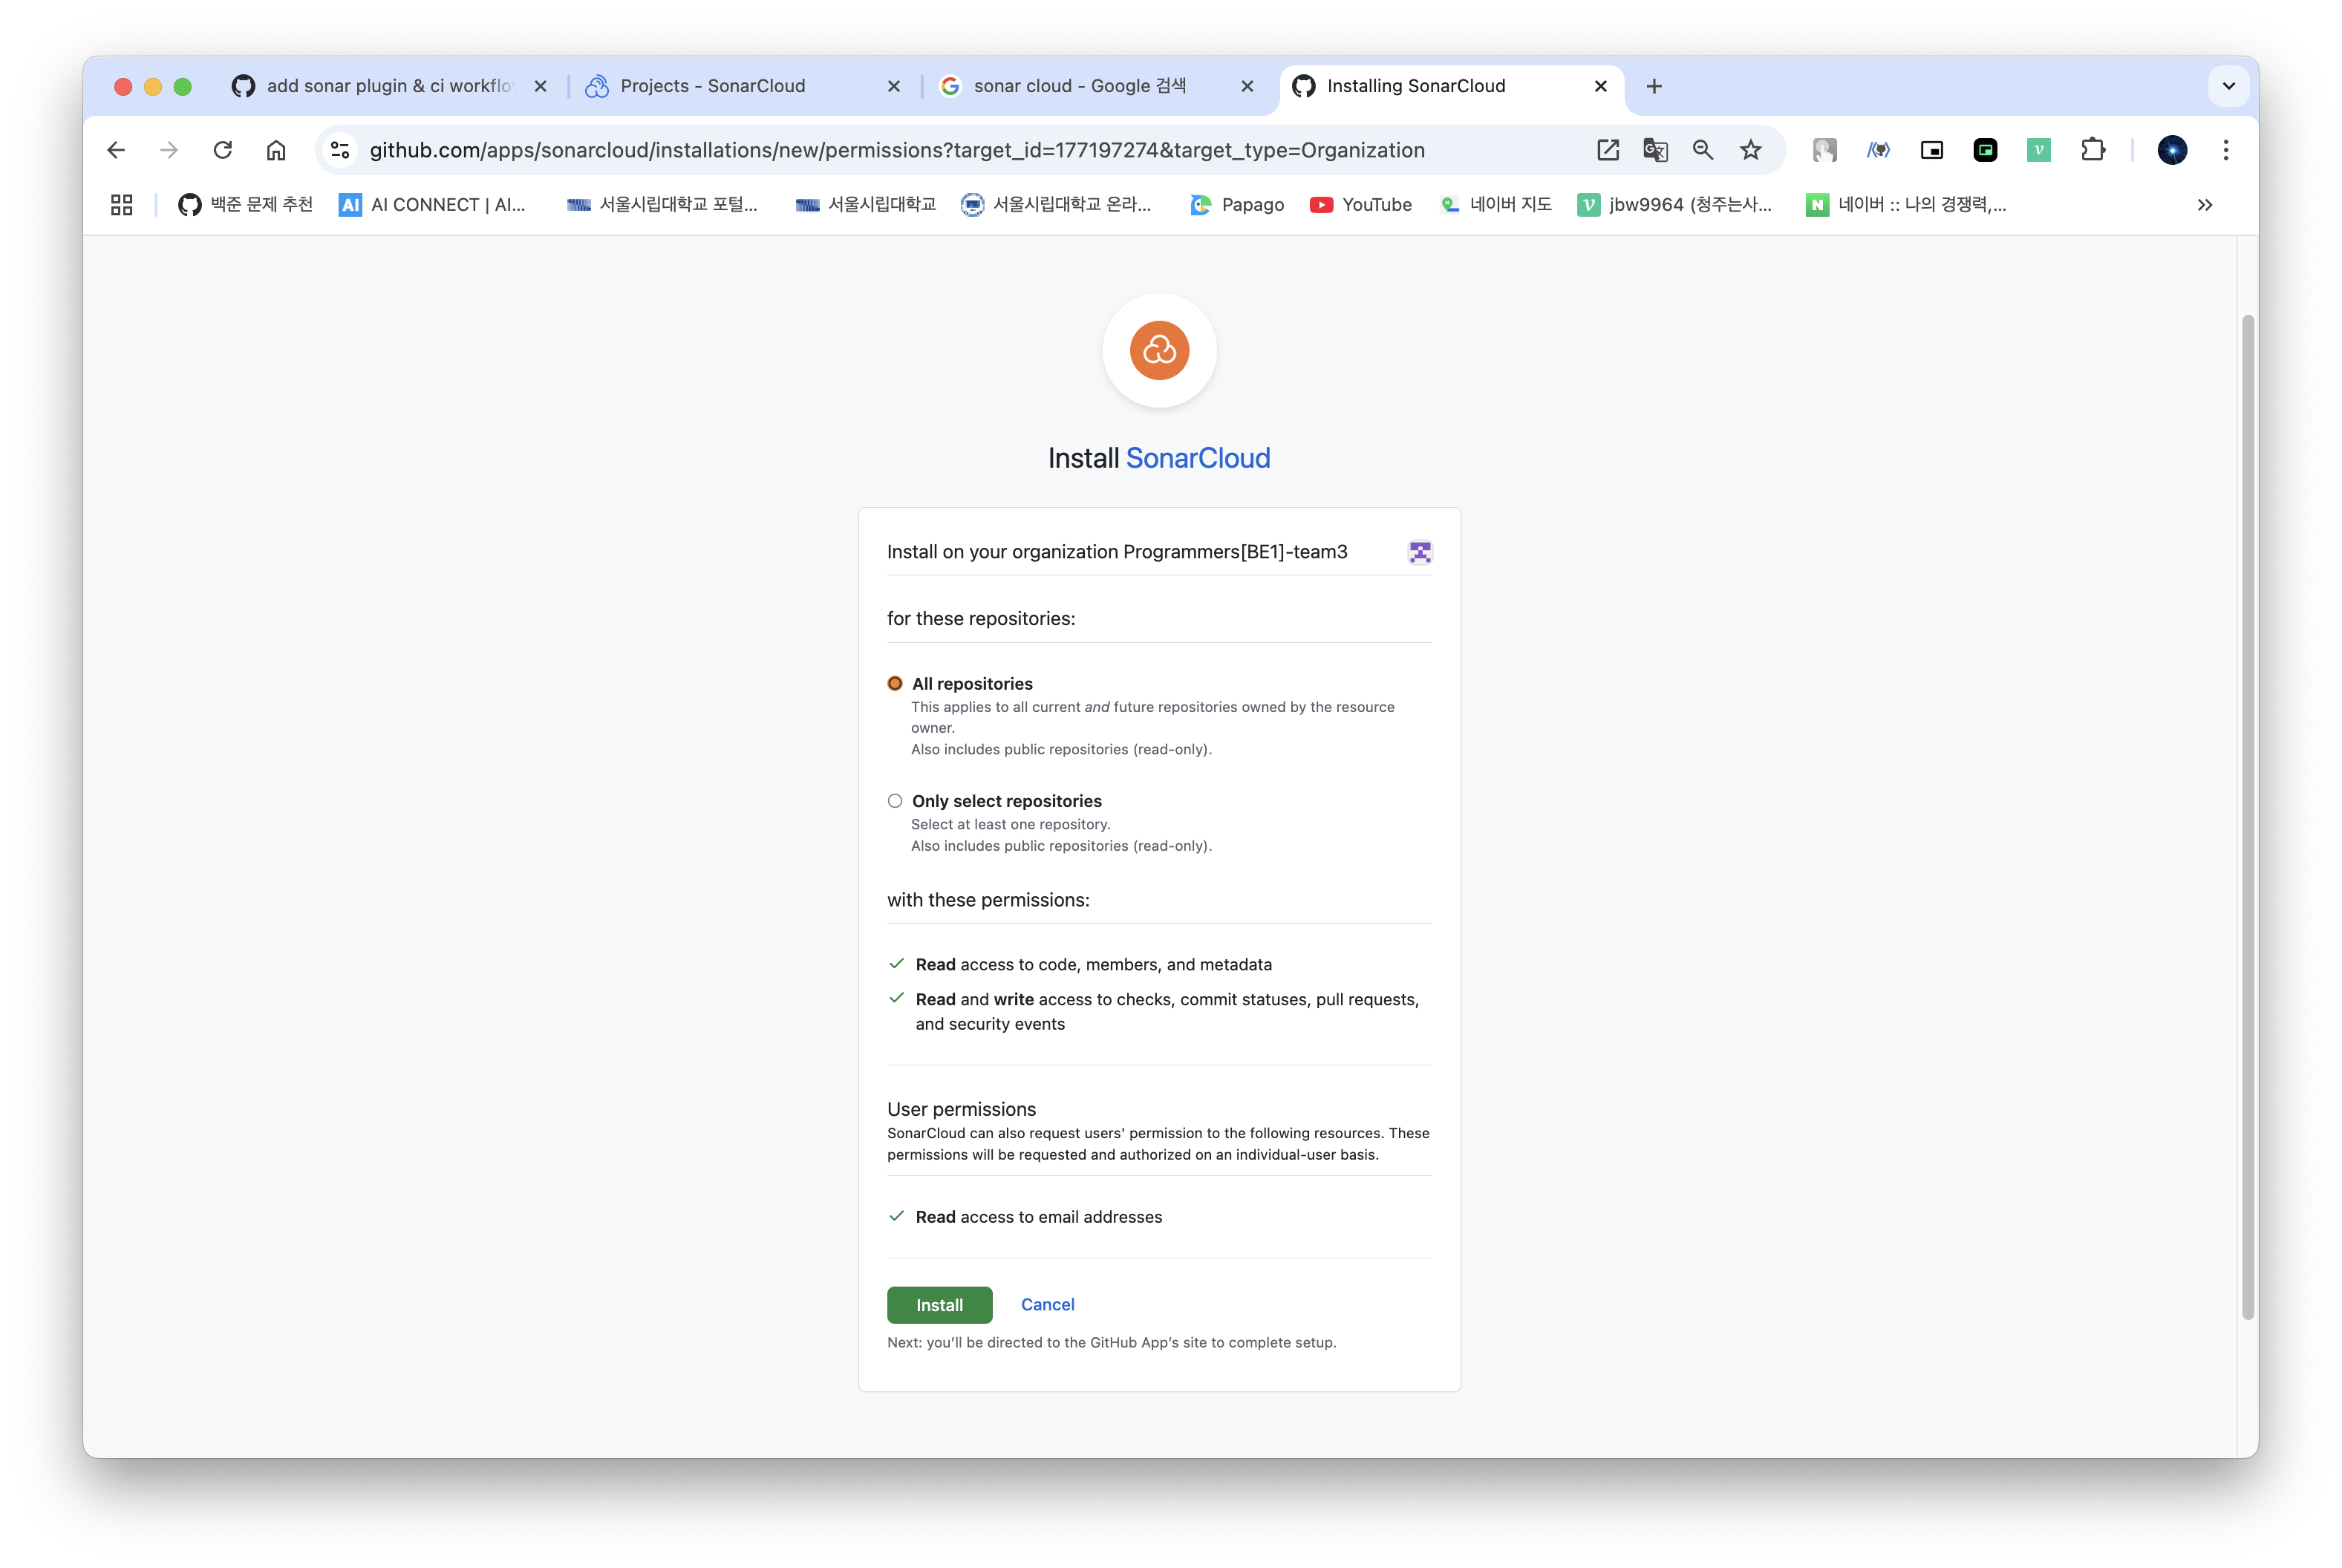 add sonar plugin & ci workflo
Projects - SonarCloud
sonar cloud - Google 검색
Installing SonarCloud
github.com/apps/sonarcloud/installations/new/permissions?target_id=177197274&target_type=Organization
백준 문제 추천
AI CONNECT | AI...
서울시립대학교 포털...
서울시립대학교
서울시립대학교 온라...
Papago
YouTube
네이버 지도
jbw9964 (청주는사...
네이버 :: 나의 경쟁력,...
Install SonarCloud
Install on your organization Programmers[BE1]-team3
for these repositories:
All repositories
This applies to all current and future repositories owned by the resource
owner.
Also includes public repositories (read-only).
Only select repositories
Select at least one repository.
Also includes public repositories (read-only).
with these permissions:
Read access to code, members, and metadata
Read and write access to checks, commit statuses, pull requests,
and security events
User permissions
SonarCloud can also request users' permission to the following resources. These
permissions will be requested and authorized on an individual-user basis.
Read access to email addresses
Install
Cancel
Next: you’ll be directed to the GitHub App’s site to complete setup.